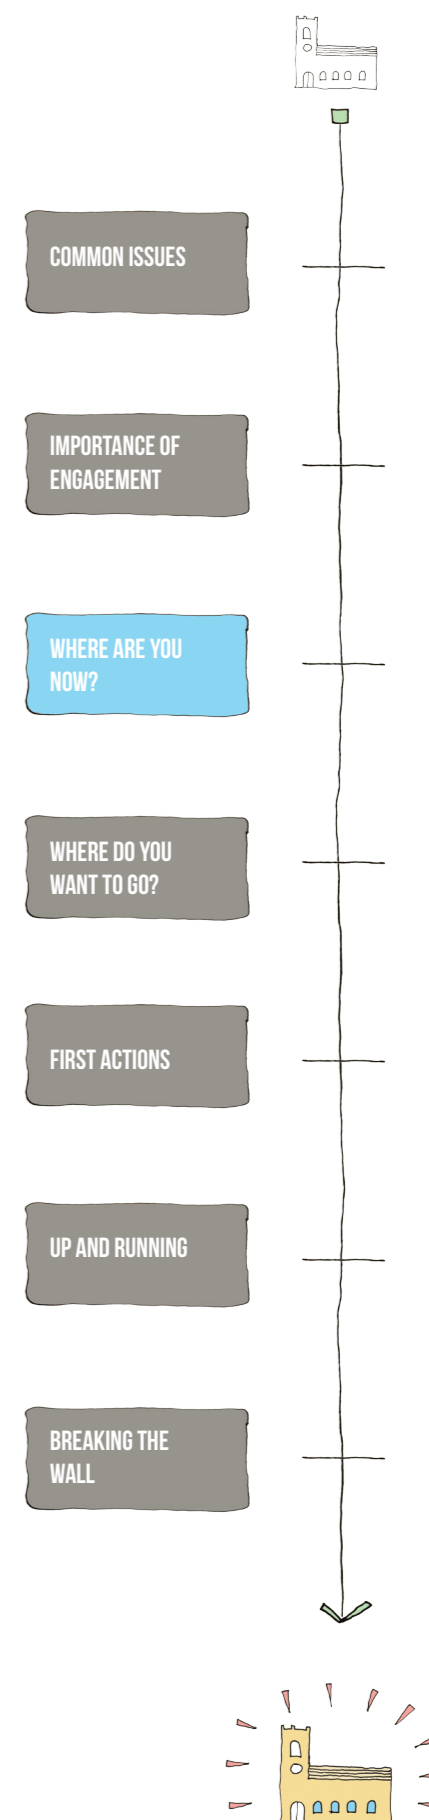 COMMON ISSUES
IMPORTANCE OF
ENGAGEMENT
WHERE ARE YOU
NOW?
WHERE DO YOU
WANT TO GO?
FIRST ACTIONS
UP AND RUNNING
BREAKING THE
WALL